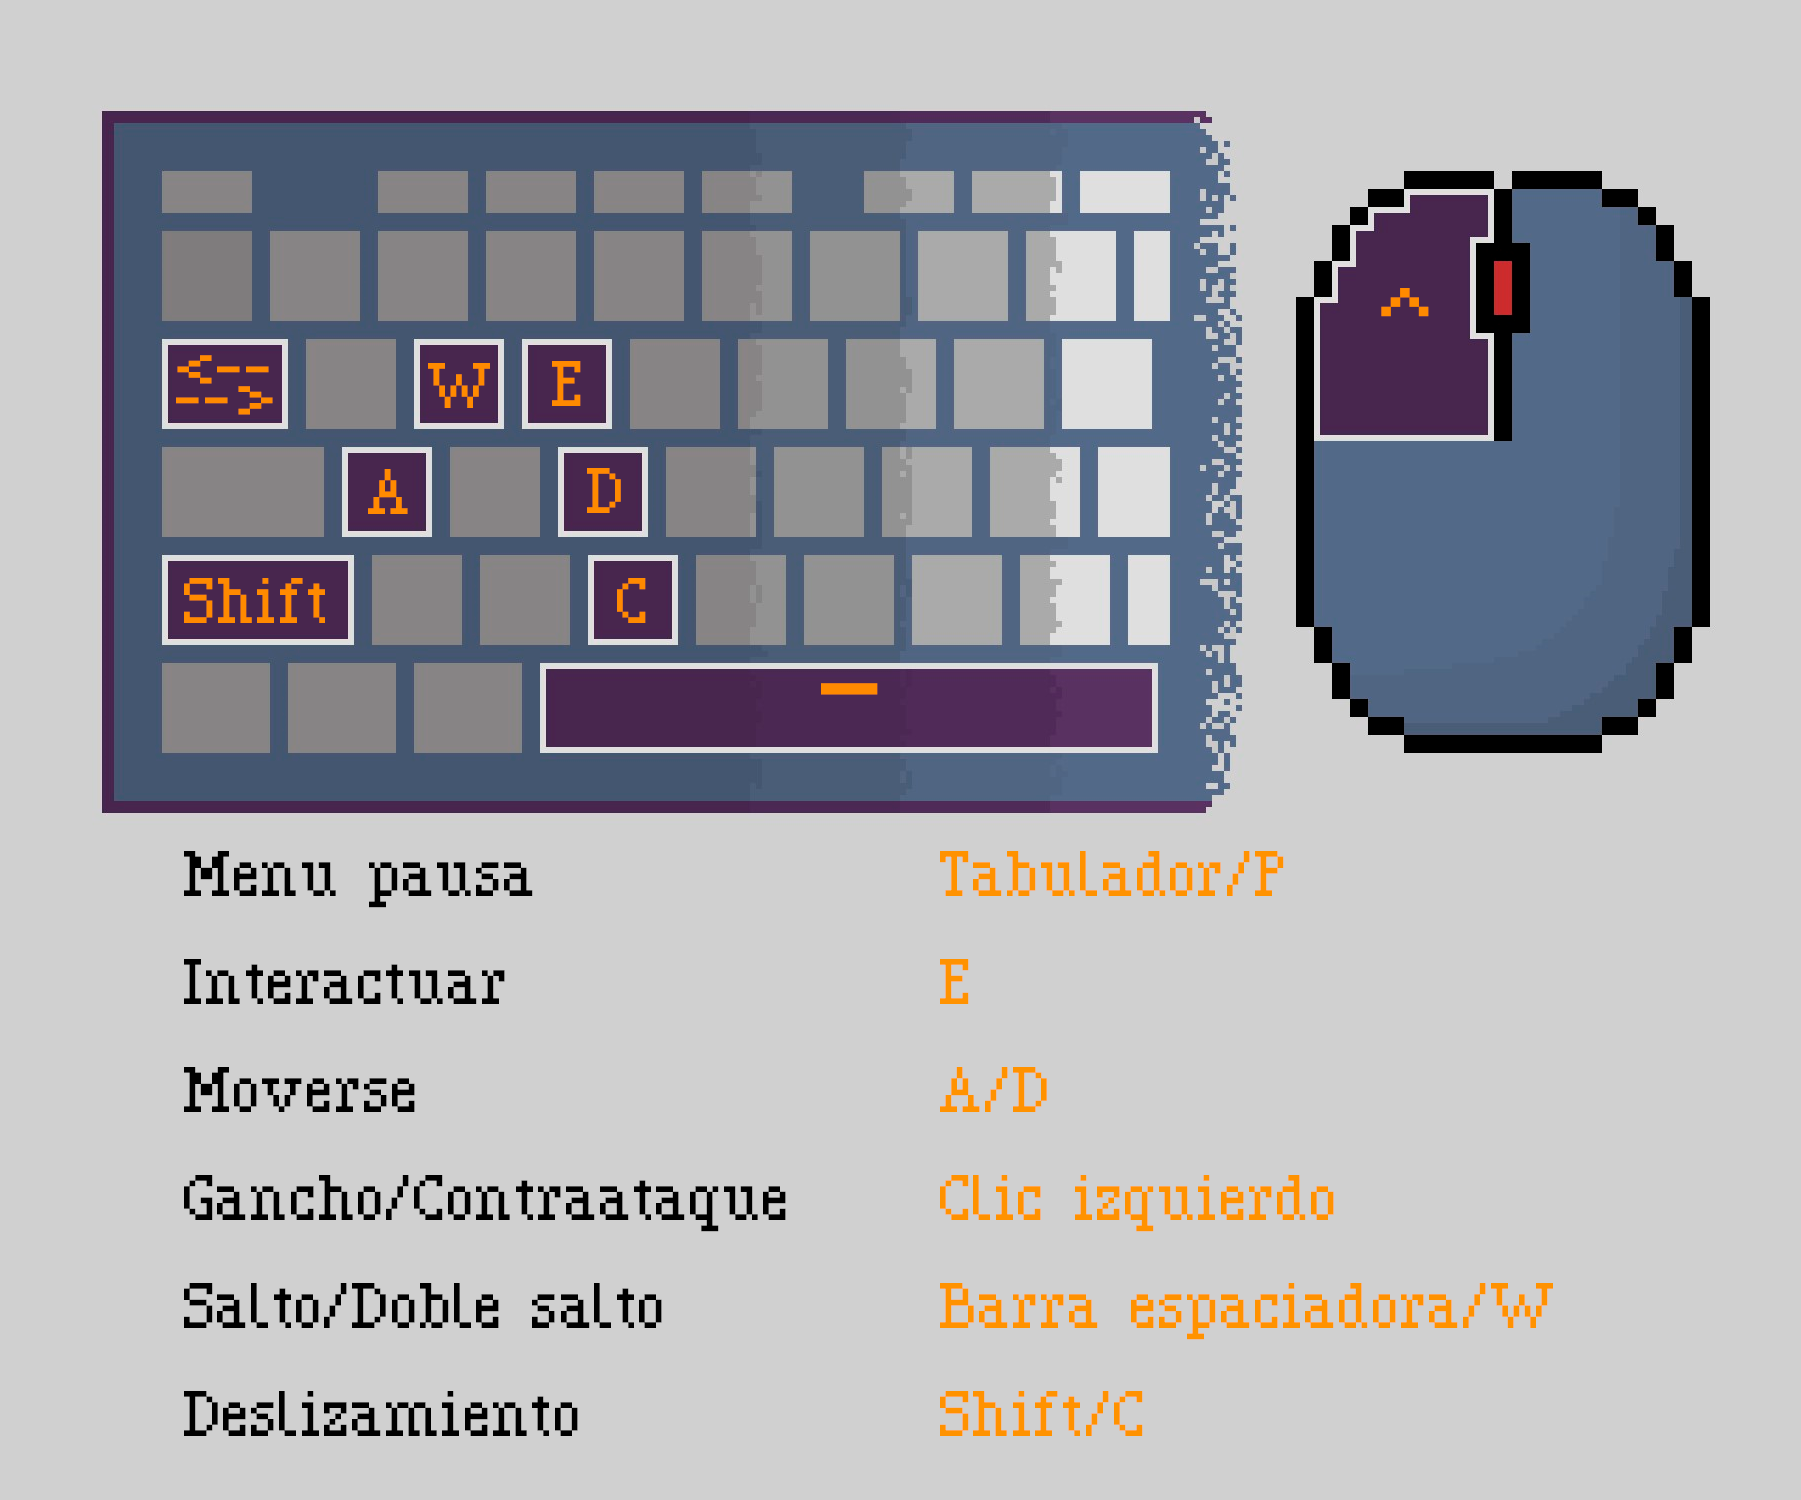 W E
A D
Shift C
Menu pausa Tabulador/P
Interactuar E
Moverse A/D
Gancho/Contraataque Clic izquierdo
Salto/Doble salto Barra espaciadora/W
Deslizamiento Shift/C